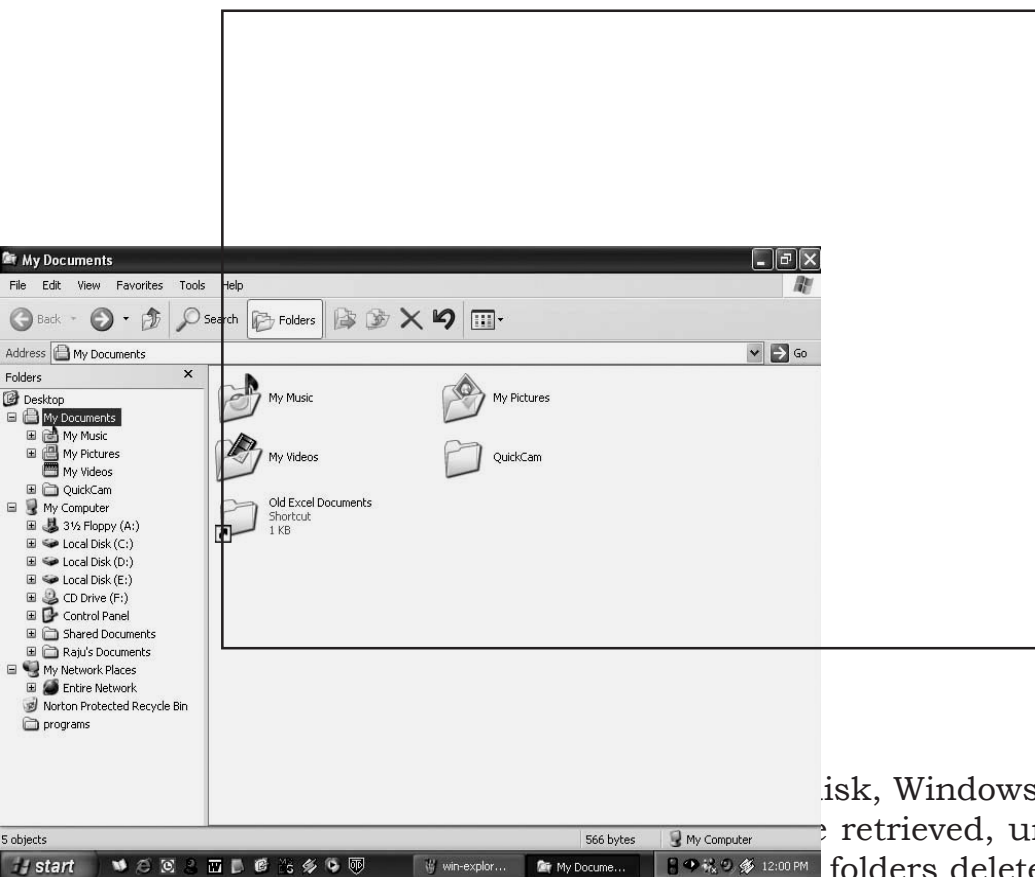 My Documents
File Edit View Favorites Tools Help
Back Search Folders
Address My Documents Go
Folders
Desktop
My Documents
My Music
My Pictures
My Videos
QuickCam
My Computer
3½ Floppy (A:)
Local Disk (C:)
Local Disk (D:)
Local Disk (E:)
CD Drive (F:)
Control Panel
Shared Documents
Raju's Documents
My Network Places
Entire Network
Norton Protected Recycle Bin
programs
My Music
My Pictures
My Videos
QuickCam
Old Excel Documents
Shortcut
1 KB
5 objects 566 bytes My Computer
start win-explor... My Docume... 12:00 PM
isk, Windows
retrieved, u
folders delet